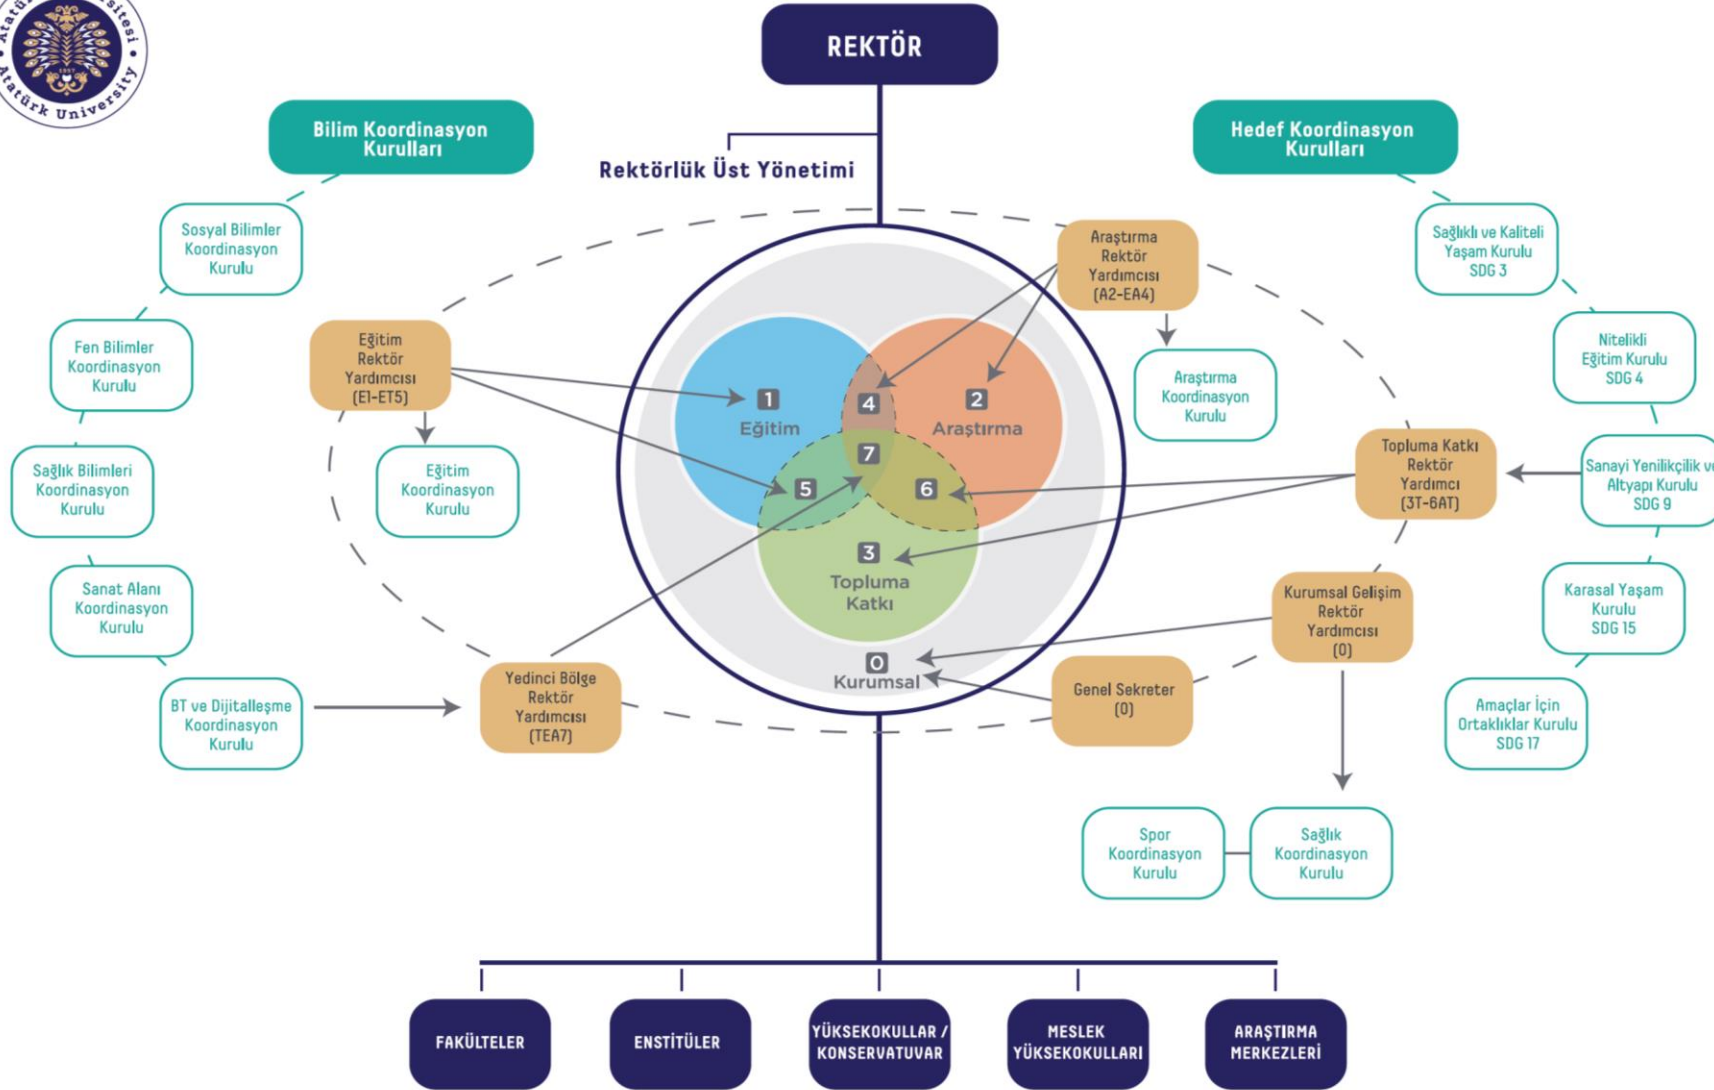 Atatürk University
1957
REKTÖR
Bilim Koordinasyon
Kurulları
Hedef Koordinasyon
Kurulları
Rektörlük Üst Yönetimi
Sosyal Bilimler
Koordinasyon
Kurulu
Fen Bilimler
Koordinasyon
Kurulu
Sağlık Bilimleri
Koordinasyon
Kurulu
Sanat Alanı
Koordinasyon
Kurulu
BT ve Dijitalleşme
Koordinasyon
Kurulu
Eğitim
Rektör
Yardımcısı
(E1-ET5)
Eğitim
Koordinasyon
Kurulu
Yedinci Bölge
Rektör
Yardımcısı
(TEA7)
1
Eğitim
4
2
Araştırma
7
5
6
3
Topluma
Katkı
0
Kurumsal
Araştırma
Rektör
Yardımcısı
(A2-EA4)
Araştırma
Koordinasyon
Kurulu
Topluma Katkı
Rektör
Yardımcı
(3T-6AT)
Kurumsal Gelişim
Rektör
Yardımcısı
(0)
Genel Sekreter
(0)
Spor
Koordinasyon
Kurulu
Sağlık
Koordinasyon
Kurulu
Sağlıklı ve Kaliteli
Yaşam Kurulu
SDG 3
Nitelikli
Eğitim Kurulu
SDG 4
Sanayi Yenilikçilik ve
Altyapı Kurulu
SDG 9
Karasal Yaşam
Kurulu
SDG 15
Amaçlar İçin
Ortaklıklar Kurulu
SDG 17
FAKÜLTELER
ENSTİTÜLER
YÜKSEKOKULLAR /
KONSERVATUVAR
MESLEK
YÜKSEKOKULLARI
ARAŞTIRMA
MERKEZLERİ